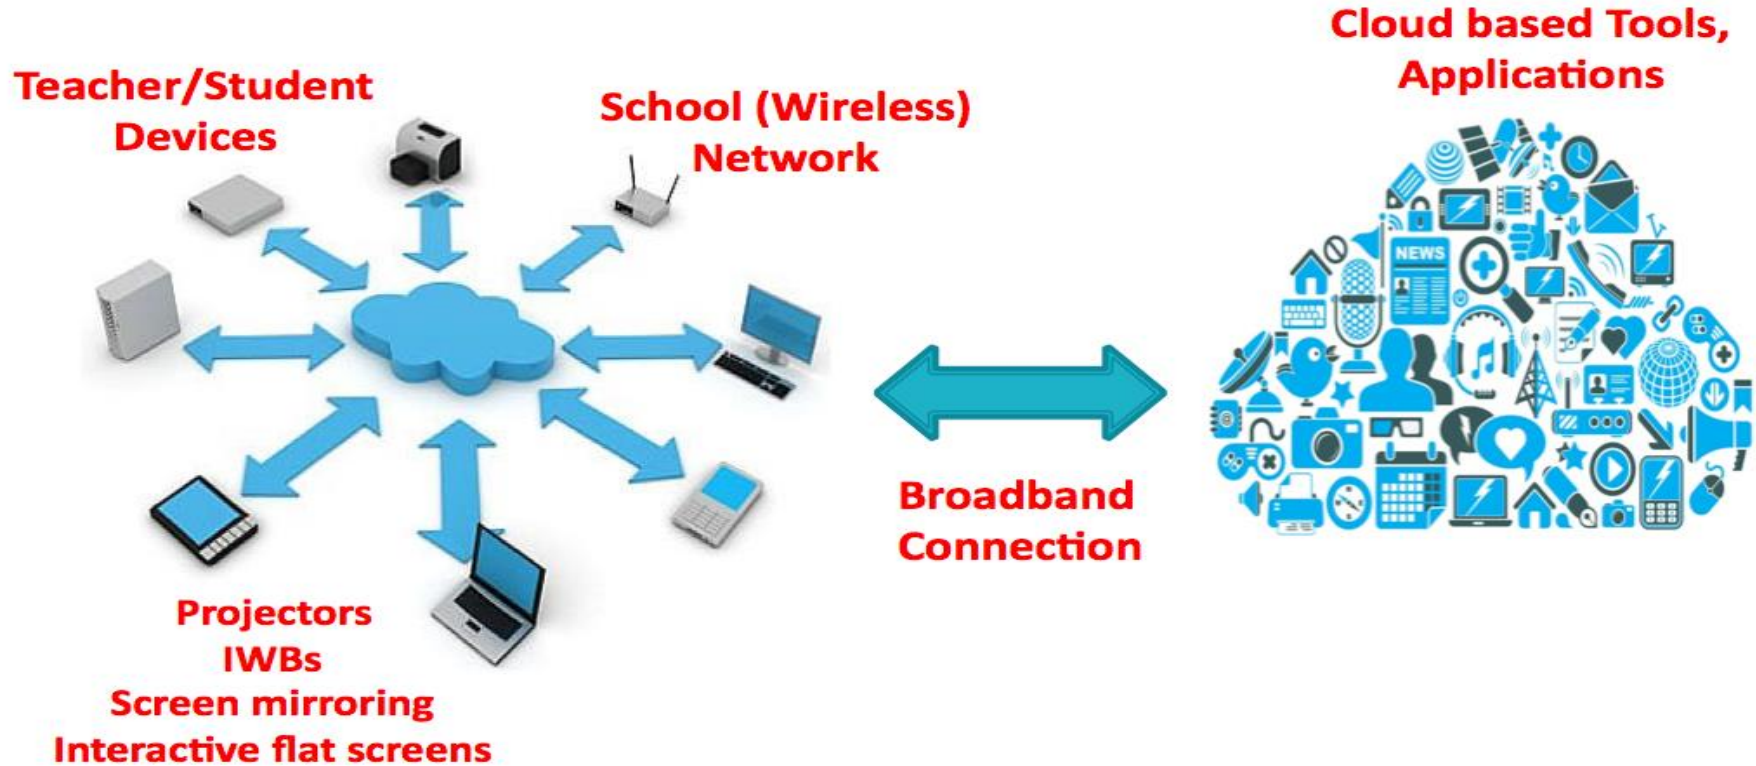 Teacher/Student
Devices
School (Wireless)
Network
Cloud based Tools,
Applications
NEWS
Broadband
Connection
Projectors
IWBs
Screen mirroring
Interactive flat screens